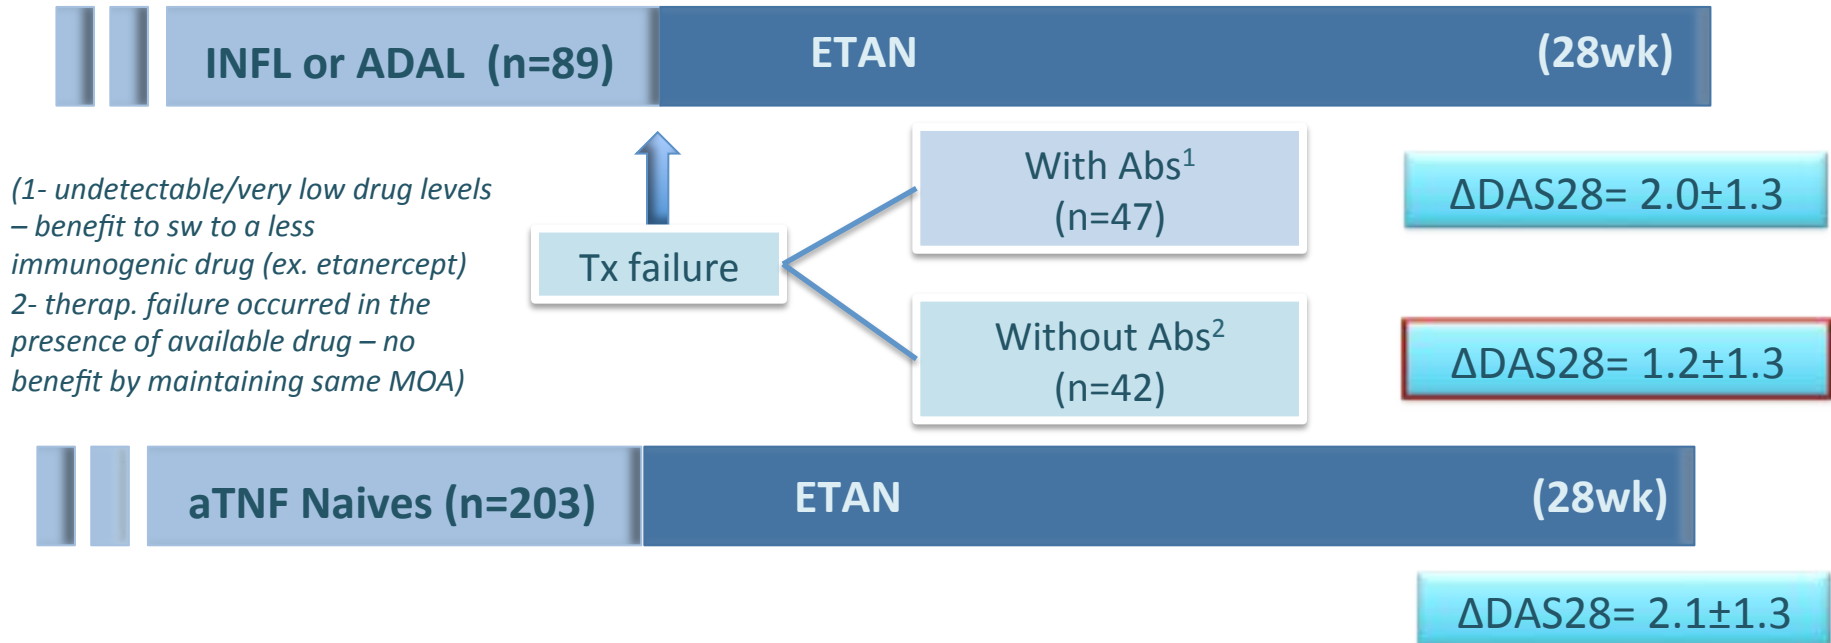 INFL or ADAL (n=89)
ETAN
(28wk)
(1- undetectable/very low drug levels
– benefit to sw to a less
immunogenic drug (ex. etanercept)
2- therap. failure occurred in the
presence of available drug – no
benefit by maintaining same MOA)
Tx failure
With Abs¹
(n=47)
ΔDAS28= 2.0±1.3
Without Abs²
(n=42)
ΔDAS28= 1.2±1.3
aTNF Naives (n=203)
ETAN
(28wk)
ΔDAS28= 2.1±1.3